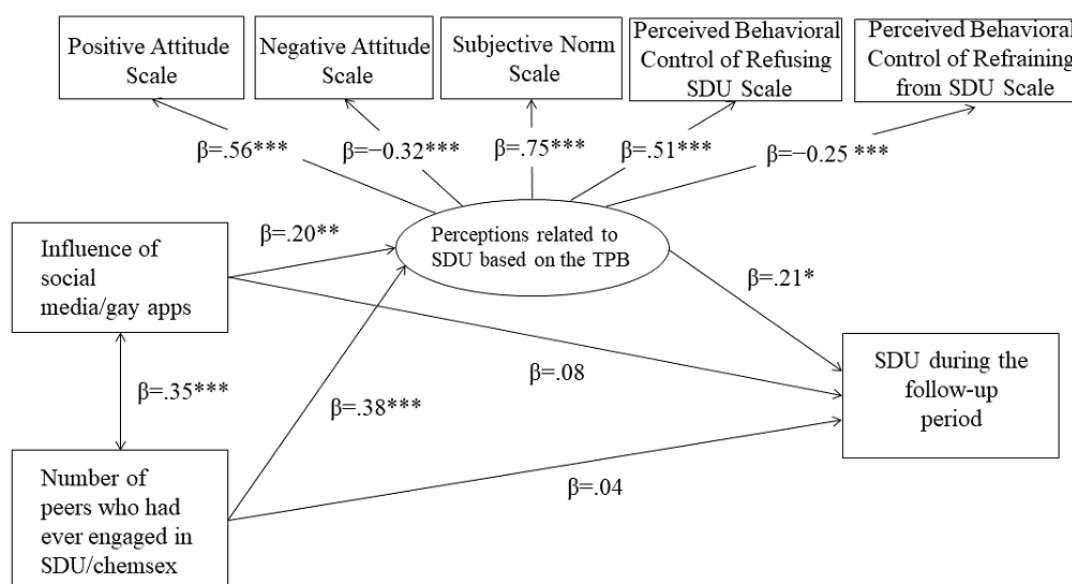 Positive Attitude
Scale
Negative Attitude
Scale
Subjective Norm
Scale
Perceived Behavioral
Control of Refusing
SDU Scale
Perceived Behavioral
Control of Refraining
from SDU Scale
β=.56***
β=−0.32***
β=.75***
β=.51***
β=−0.25 ***
Influence of
social
media/gay apps
β=.20**
Perceptions related to
SDU based on the TPB
β=.21*
β=.35***
β=.38***
β=.08
SDU during the
follow-up
period
Number of
peers who had
ever engaged in
SDU/chemsex
β=.04